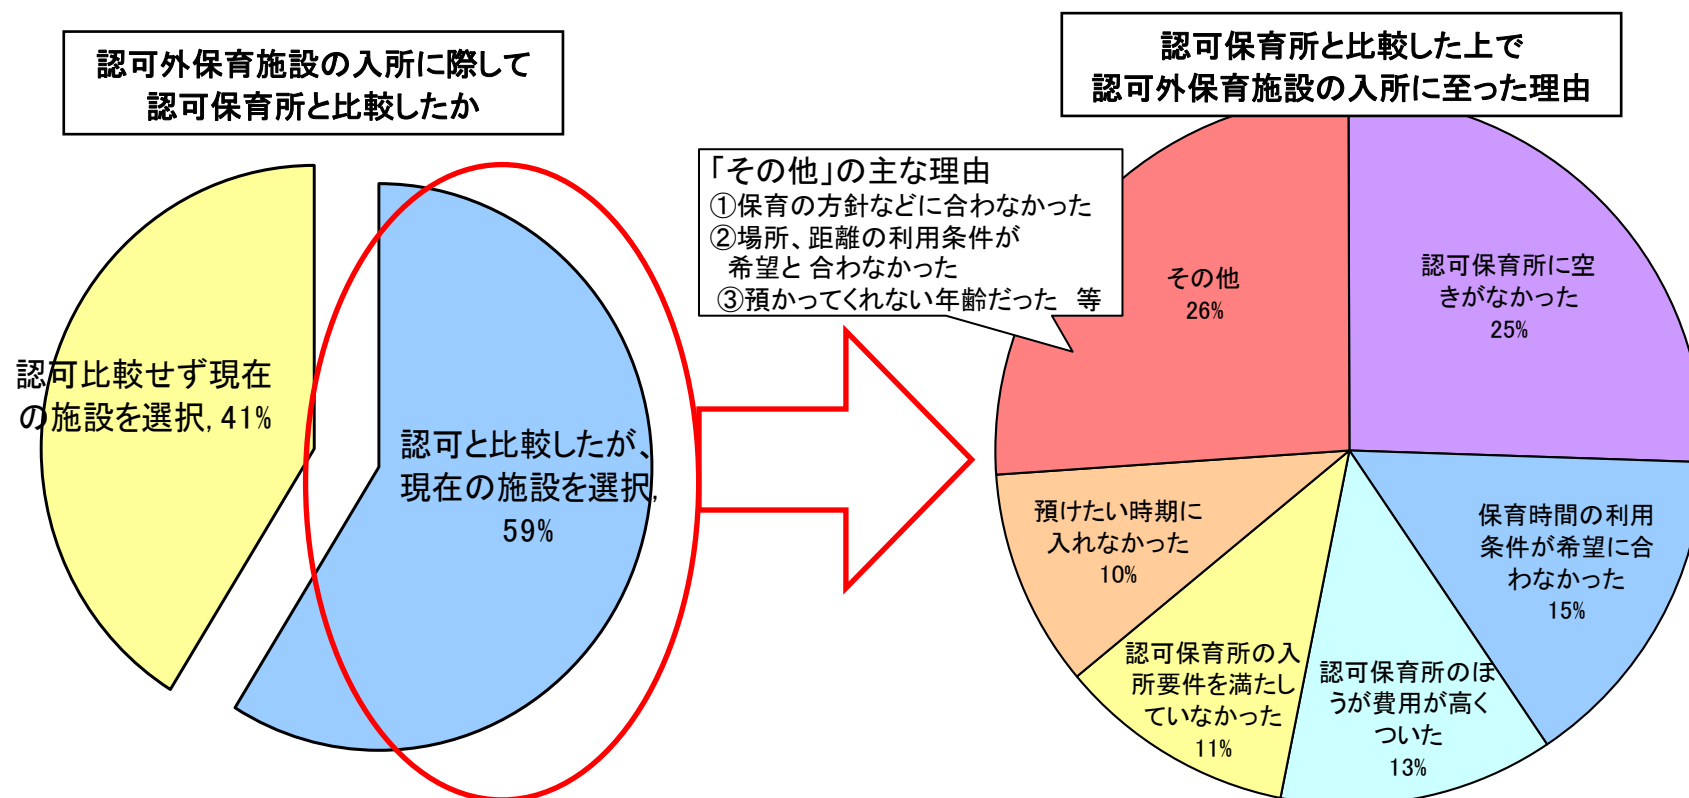 認可外保育施設の入所に際して
認可保育所と比較したか
認可比較せず現在
の施設を選択, 41%
認可と比較したが、
現在の施設を選択,
59%
認可保育所と比較した上で
認可外保育施設の入所に至った理由
「その他」の主な理由
①保育の方針などに合わなかった
②場所、距離の利用条件が
希望と合わなかった
③預かってくれない年齢だった 等
その他
26%
認可保育所に空
きがなかった
25%
保育時間の利用
条件が希望に合
わなかった
15%
認可保育所のほ
うが費用が高く
ついた
13%
認可保育所の入
所要件を満たし
ていなかった
11%
預けたい時期に
入れなかった
10%